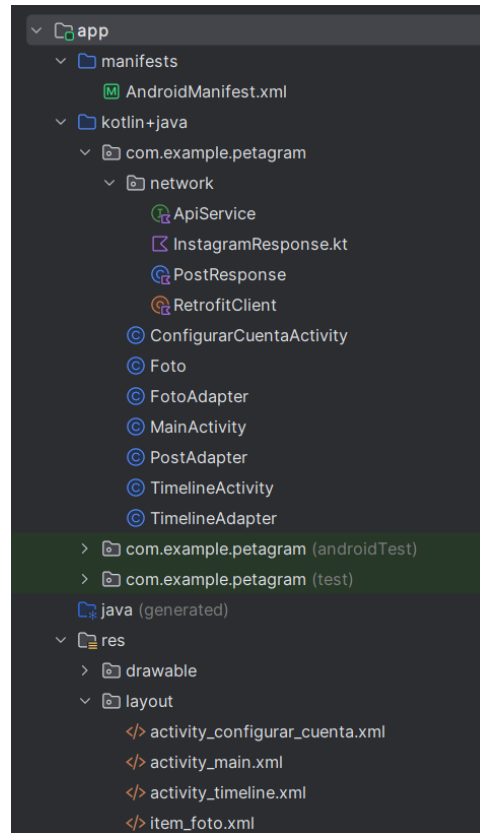 app
manifests
AndroidManifest.xml
kotlin+java
com.example.petagram
network
ApiService
InstagramResponse.kt
PostResponse
RetrofitClient
ConfigurarCuentaActivity
Foto
FotoAdapter
MainActivity
PostAdapter
TimelineActivity
TimelineAdapter
com.example.petagram (androidTest)
com.example.petagram (test)
java (generated)
res
drawable
layout
activity_configurar_cuenta.xml
activity_main.xml
activity_timeline.xml
item_foto.xml